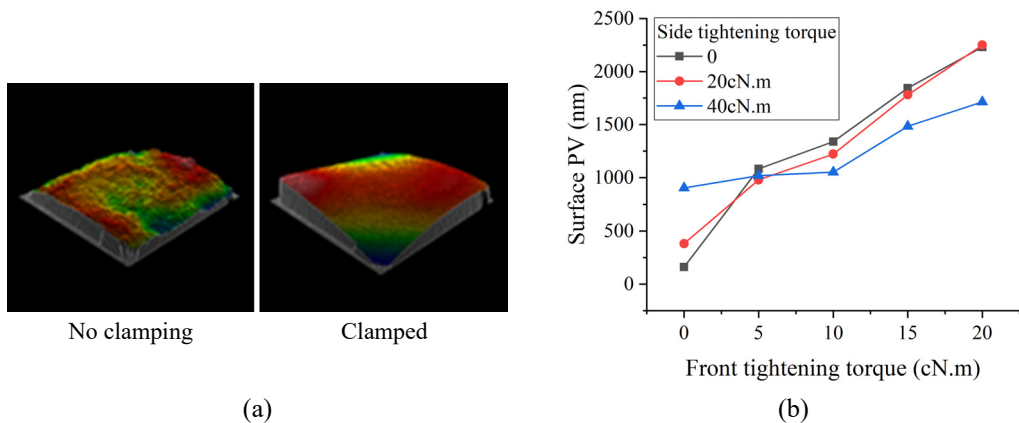 No clamping
Clamped
(a)
Side tightening torque
0
20cN.m
40cN.m
Surface PV (nm)
2500
2000
1500
1000
500
0
0 5 10 15 20
Front tightening torque (cN.m)
(b)